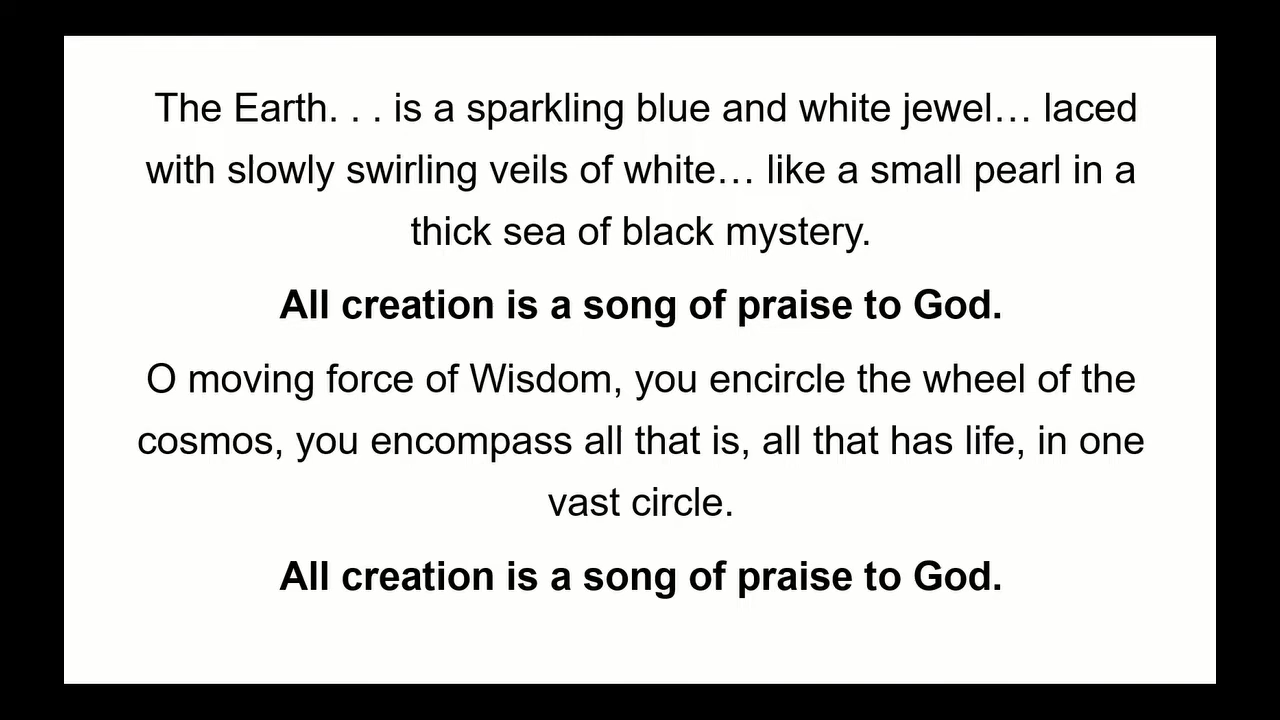 The Earth. . . is a sparkling blue and white jewel… laced
with slowly swirling veils of white… like a small pearl in a
thick sea of black mystery.
All creation is a song of praise to God.
O moving force of Wisdom, you encircle the wheel of the
cosmos, you encompass all that is, all that has life, in one
vast circle.
All creation is a song of praise to God.